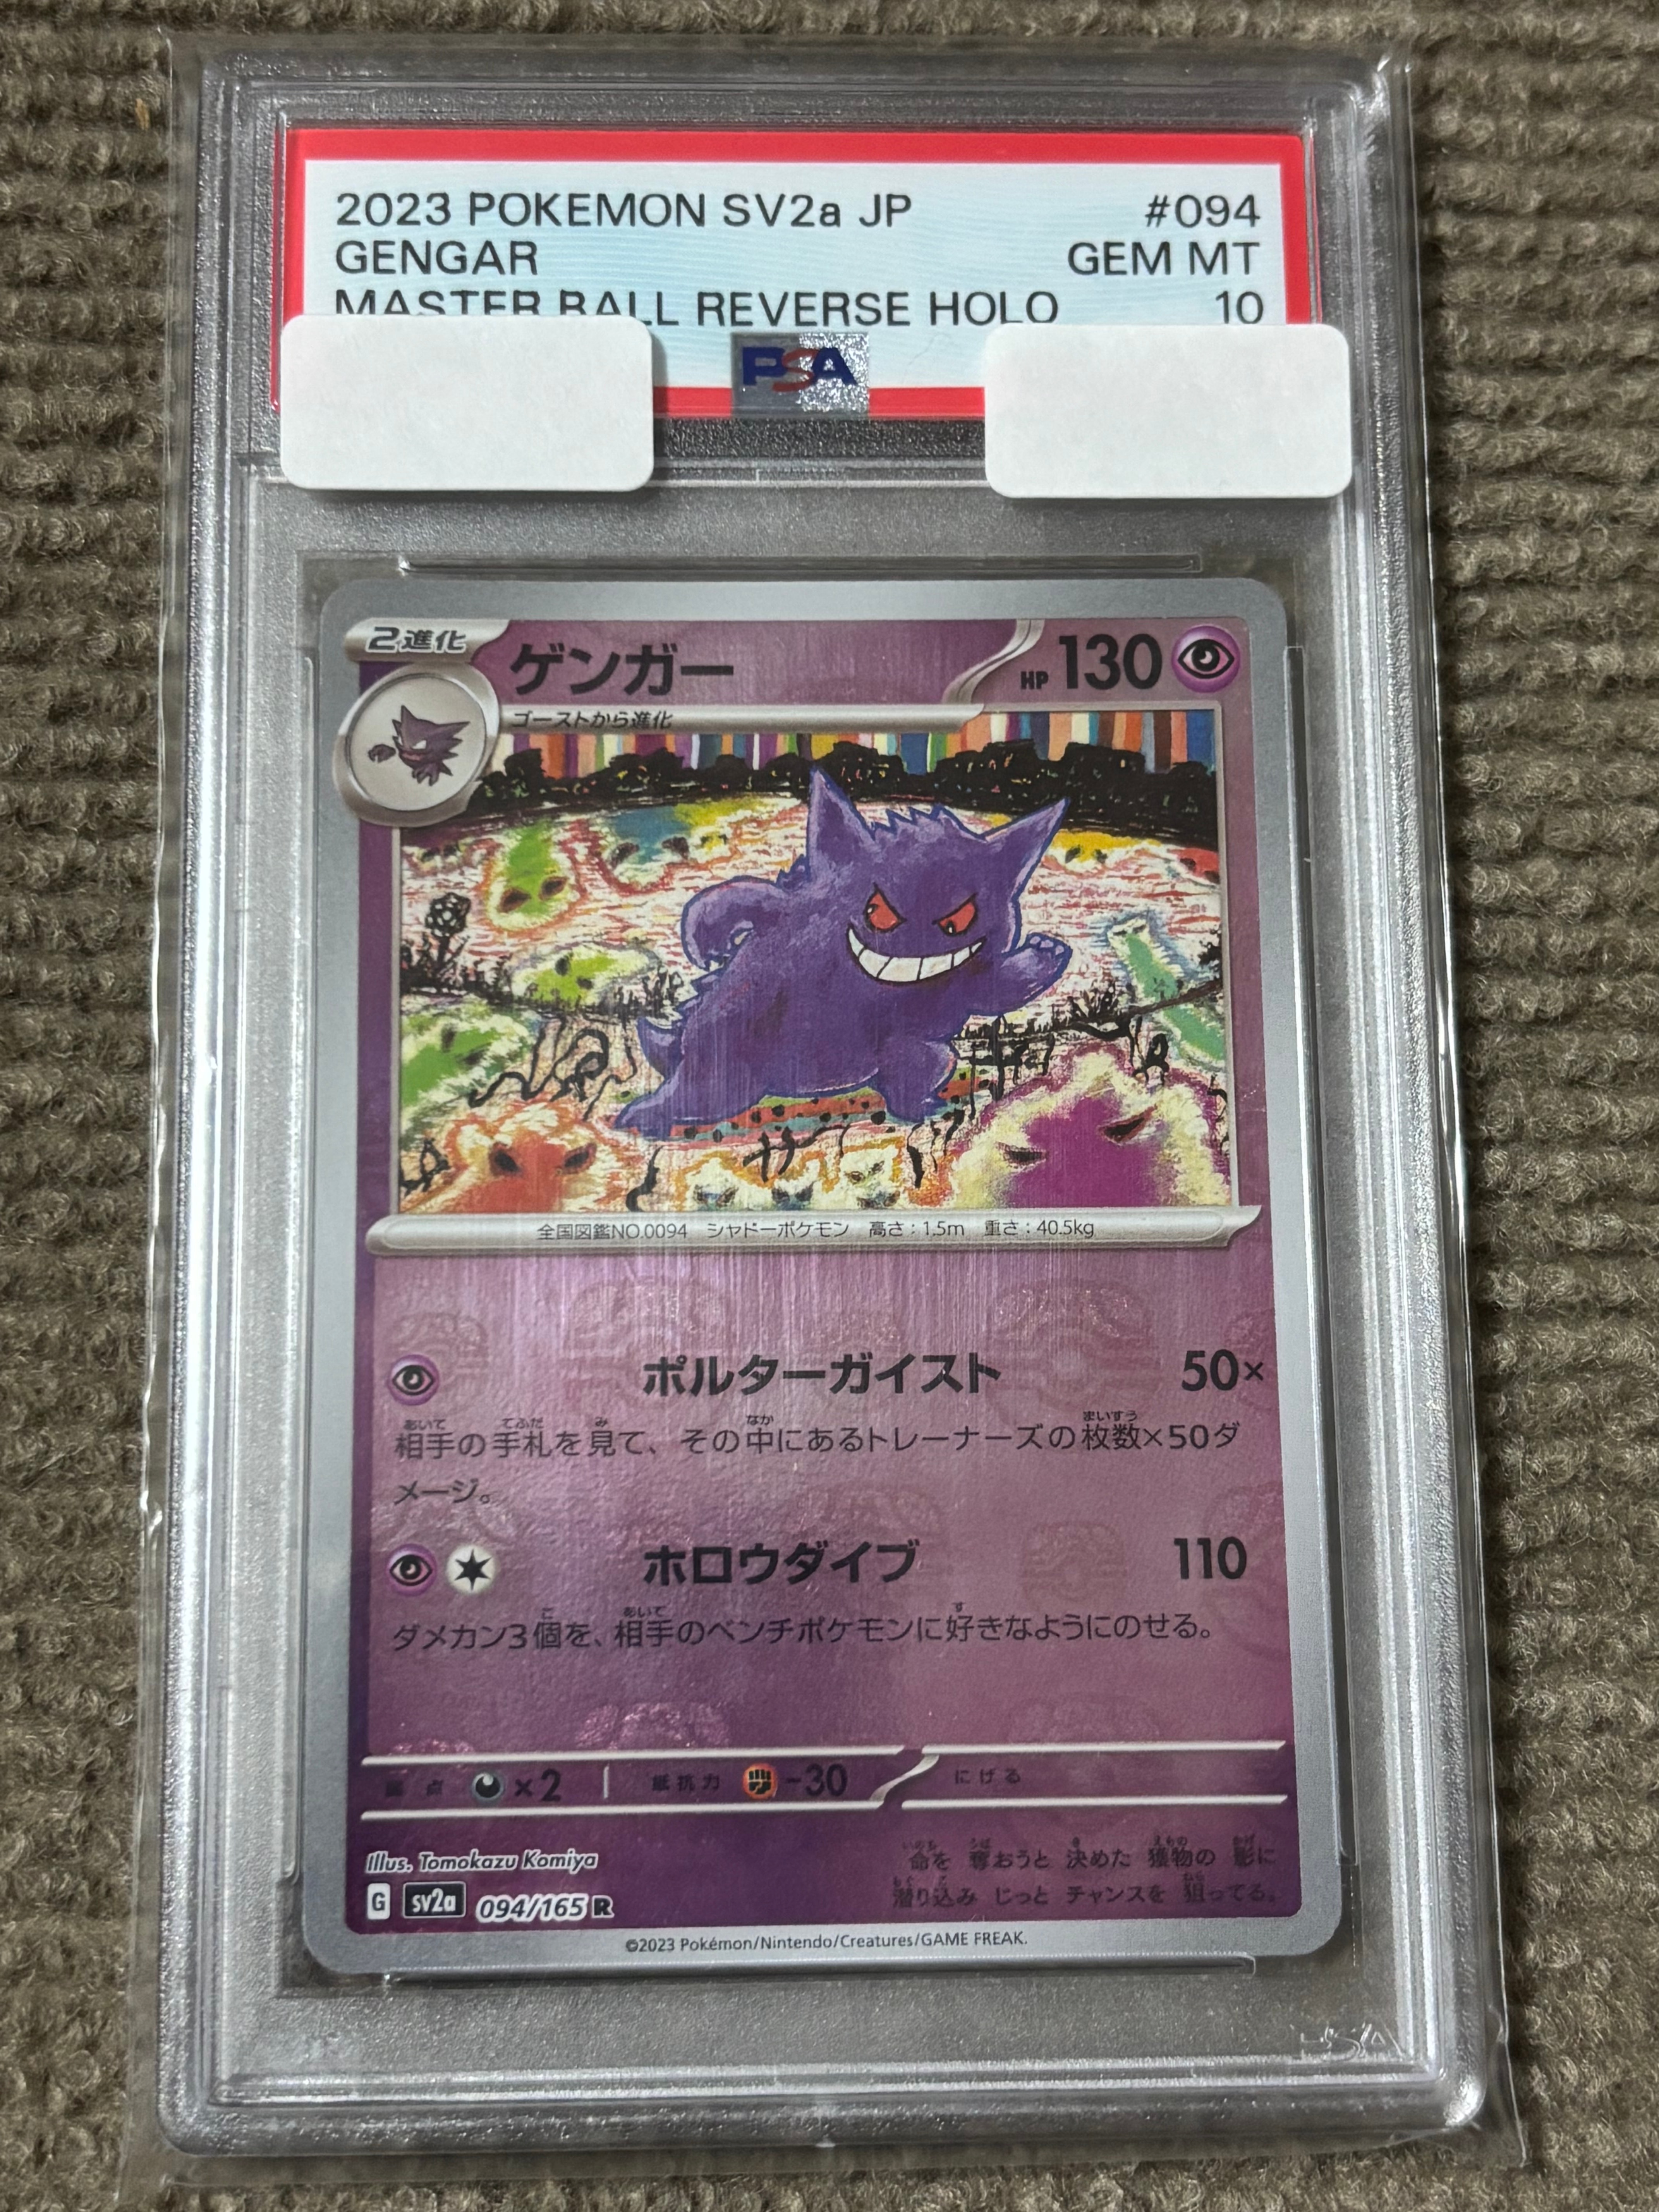 2023 POKEMON SV2a JP #094
GENGAR GEM MT
MASTER BALL REVERSE HOLO 10
PSA
2進化 ゲンガー HP 130
ゴーストから進化
全国図鑑NO.0094 シャドーポケモン 高さ:1.5m 重さ:40.5kg
ポルターガイスト 50×
相手の手札を見て、その中にあるトレーナーズの枚数×50ダ
メージ。
ホロウダイブ 110
ダメカン3個を、相手のベンチポケモンに好きなようにのせる。
弱点 ×2 抵抗力 -30 にげる
Illus. Tomokazu Komiya
命を 奪おうと 決めた 獲物の 影に
潜り込み じっと チャンスを 狙ってる。
G sv2a 094/165 R
©2023 Pokémon/Nintendo/Creatures/GAME FREAK.
PSA